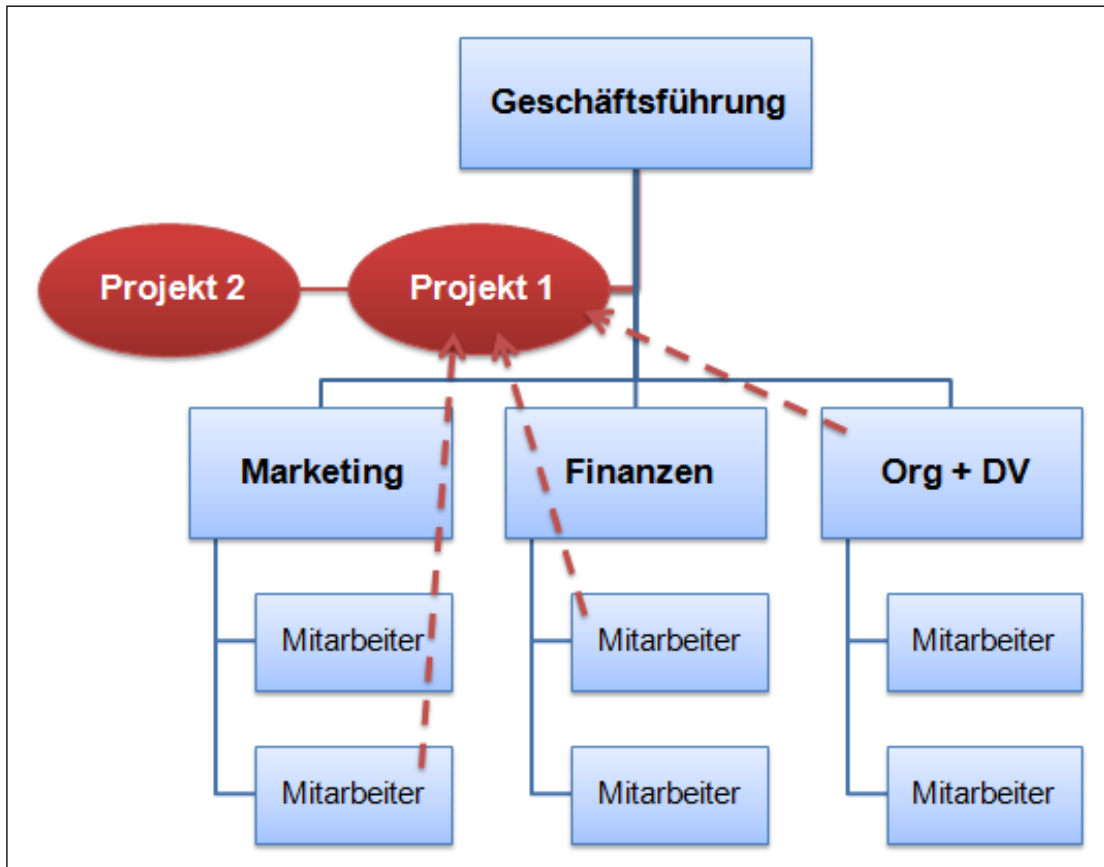 Geschäftsführung
Projekt 2
Projekt 1
Marketing
Finanzen
Org + DV
Mitarbeiter
Mitarbeiter
Mitarbeiter
Mitarbeiter
Mitarbeiter
Mitarbeiter